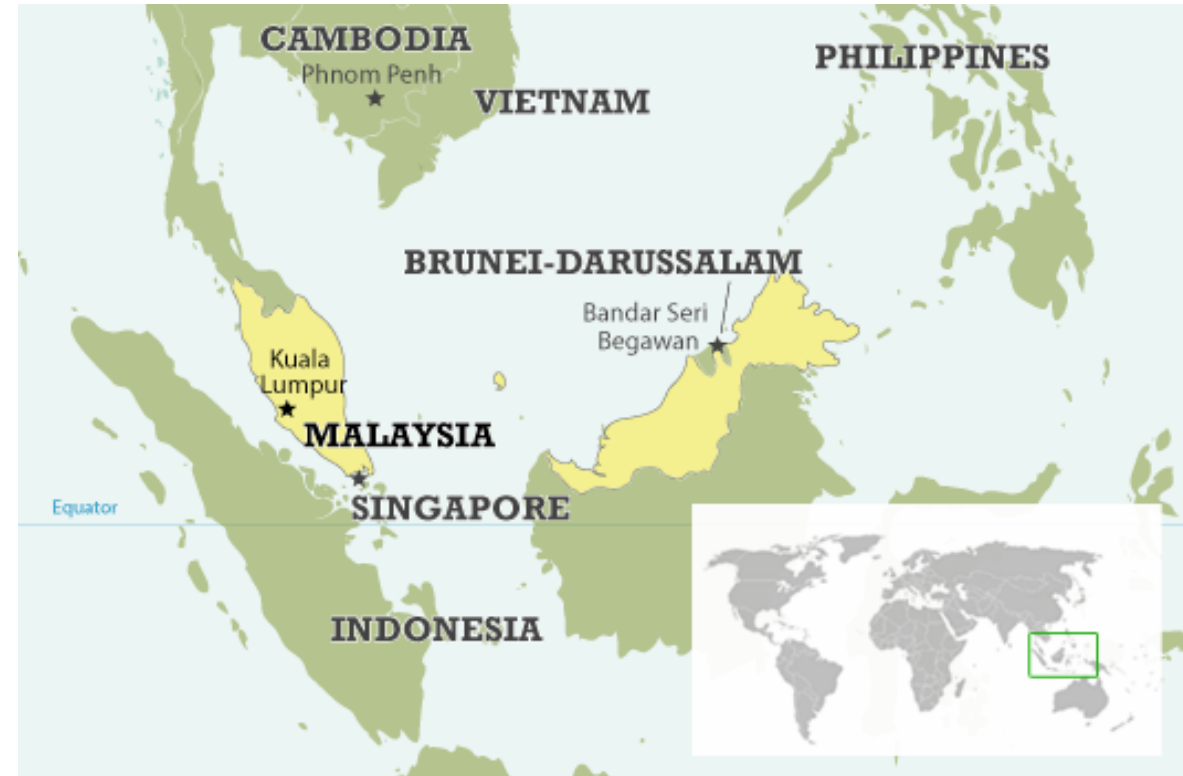 CAMBODIA
Phnom Penh
VIETNAM
PHILIPPINES
BRUNEI-DARUSSALAM
Bandar Seri
Begawan
Kuala
Lumpur
MALAYSIA
SINGAPORE
Equator
INDONESIA